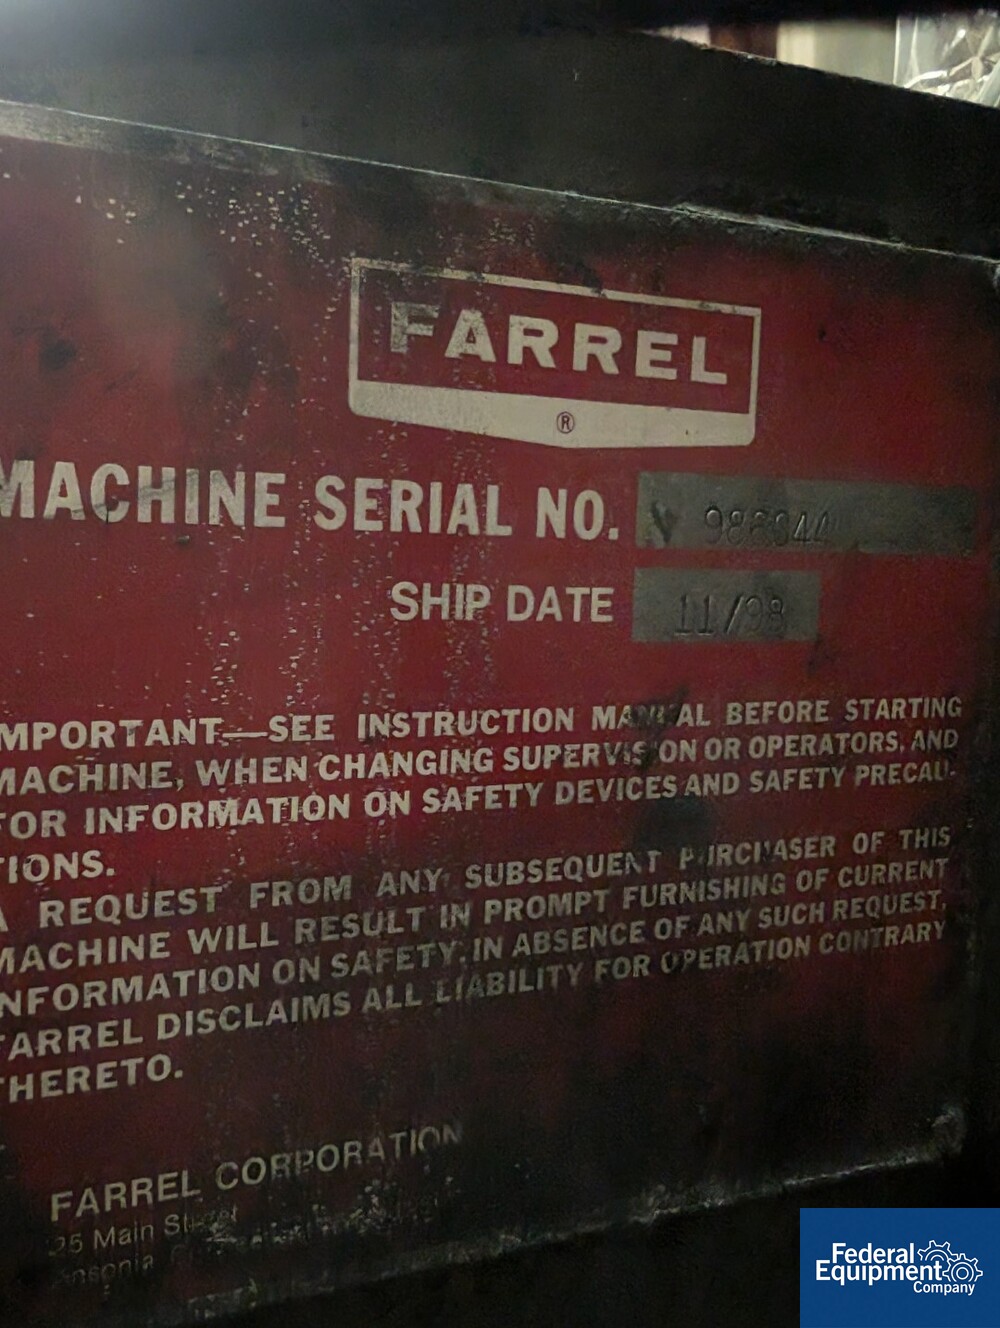 FARREL
®
MACHINE SERIAL NO.
SHIP DATE 11/98
IMPORTANT—SEE INSTRUCTION MANUAL BEFORE STARTING
MACHINE, WHEN CHANGING SUPERVISION OR OPERATORS, AND
FOR INFORMATION ON SAFETY DEVICES AND SAFETY PRECAU-
TIONS.
A REQUEST FROM ANY SUBSEQUENT PURCHASER OF THIS
MACHINE WILL RESULT IN PROMPT FURNISHING OF CURRENT
INFORMATION ON SAFETY. IN ABSENCE OF ANY SUCH REQUEST,
FARREL DISCLAIMS ALL LIABILITY FOR OPERATION CONTRARY
THERETO.
FARREL CORPORATION
25 Main Street
Ansonia
Federal
Equipment
Company